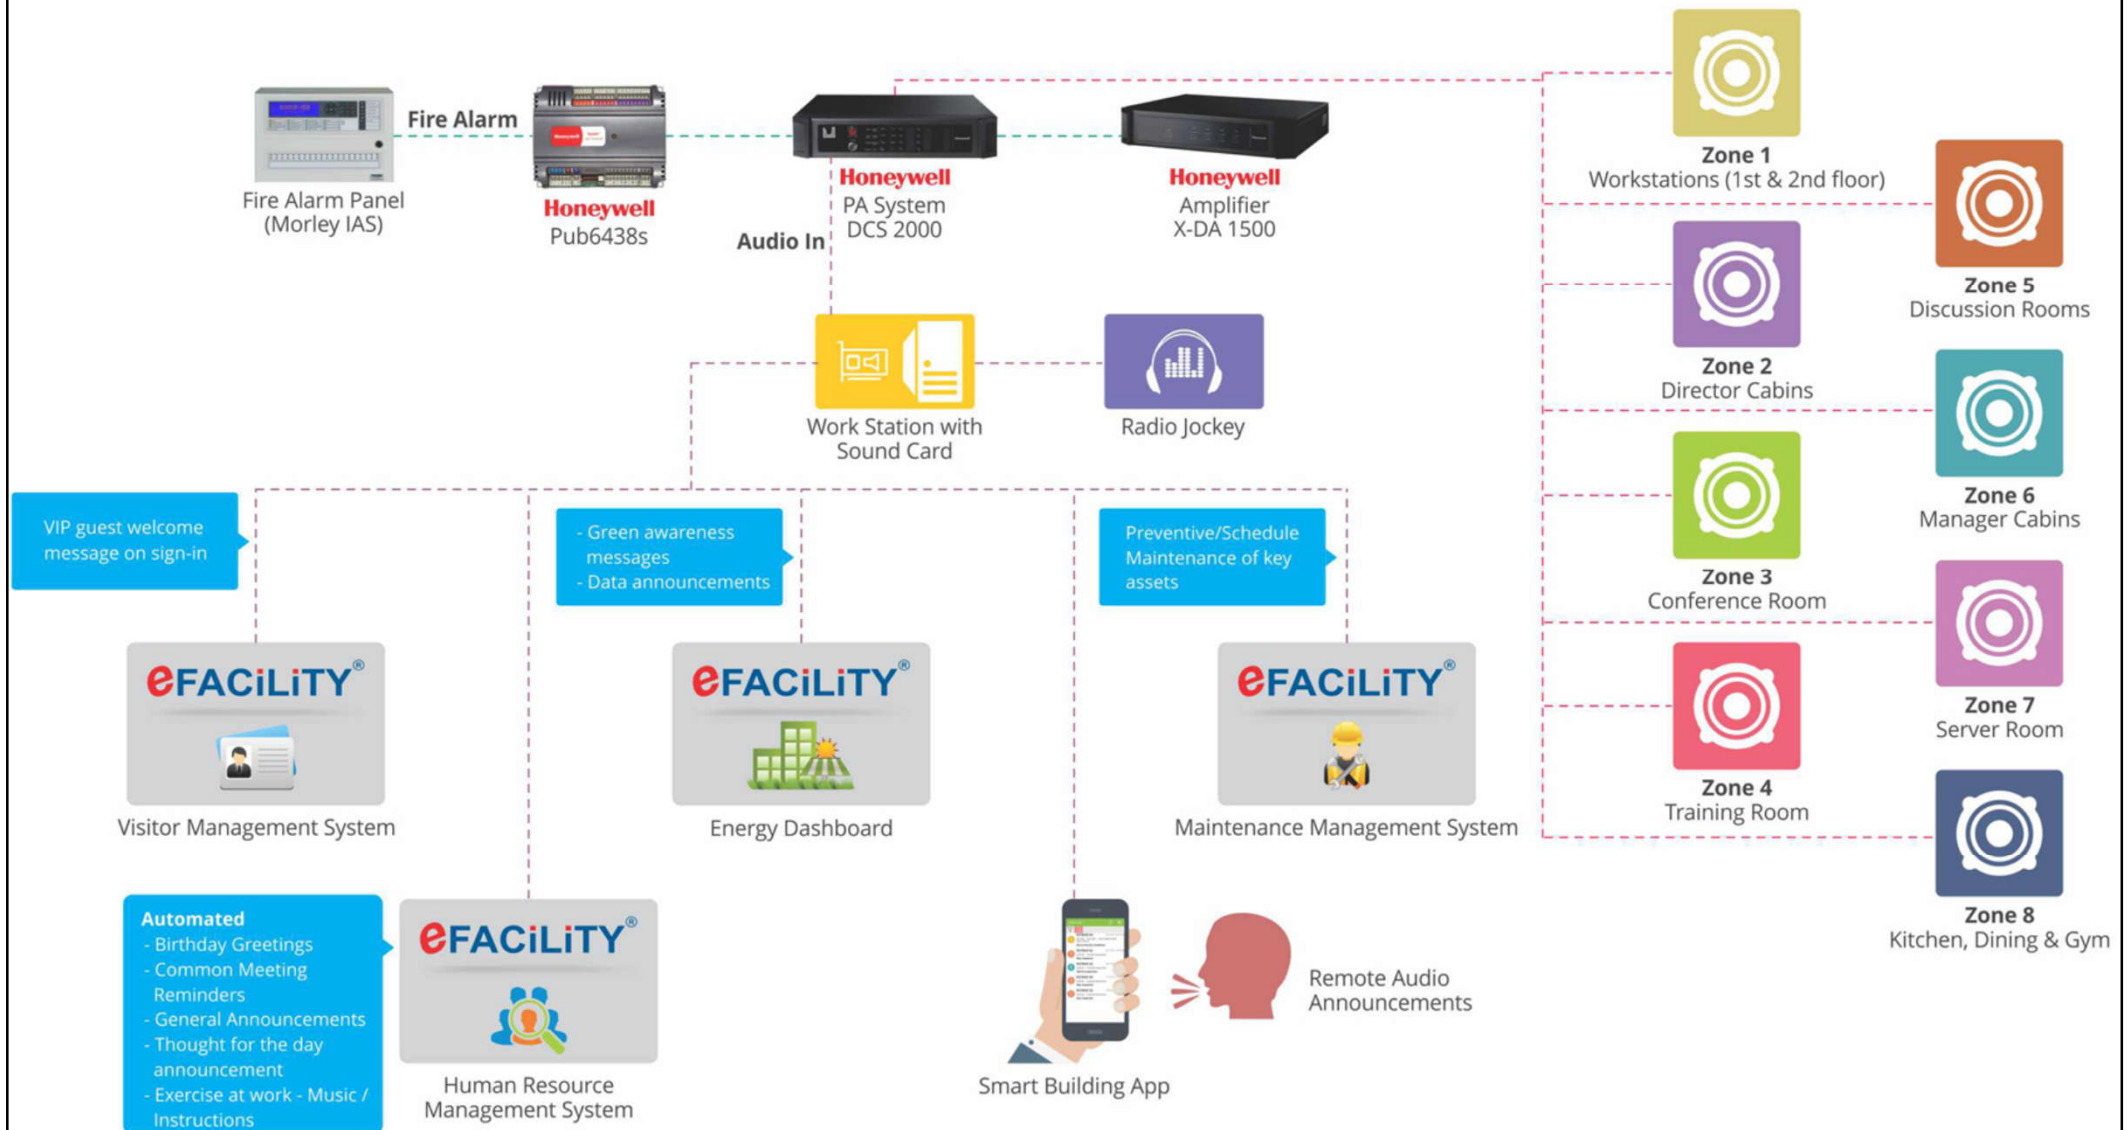 Fire Alarm
Fire Alarm Panel
(Morley IAS)
Honeywell
Pub6438s
Honeywell
PA System
DCS 2000
Honeywell
Amplifier
X-DA 1500
Audio In
Work Station with
Sound Card
Radio Jockey
VIP guest welcome
message on sign-in
- Green awareness
messages
- Data announcements
Preventive/Schedule
Maintenance of key
assets
eFACiLiTY®
Visitor Management System
eFACiLiTY®
Energy Dashboard
eFACiLiTY®
Maintenance Management System
Automated
- Birthday Greetings
- Common Meeting
Reminders
- General Announcements
- Thought for the day
announcement
- Exercise at work - Music /
Instructions
eFACiLiTY®
Human Resource
Management System
Smart Building App
Remote Audio
Announcements
Zone 1
Workstations (1st & 2nd floor)
Zone 5
Discussion Rooms
Zone 2
Director Cabins
Zone 6
Manager Cabins
Zone 3
Conference Room
Zone 7
Server Room
Zone 4
Training Room
Zone 8
Kitchen, Dining & Gym